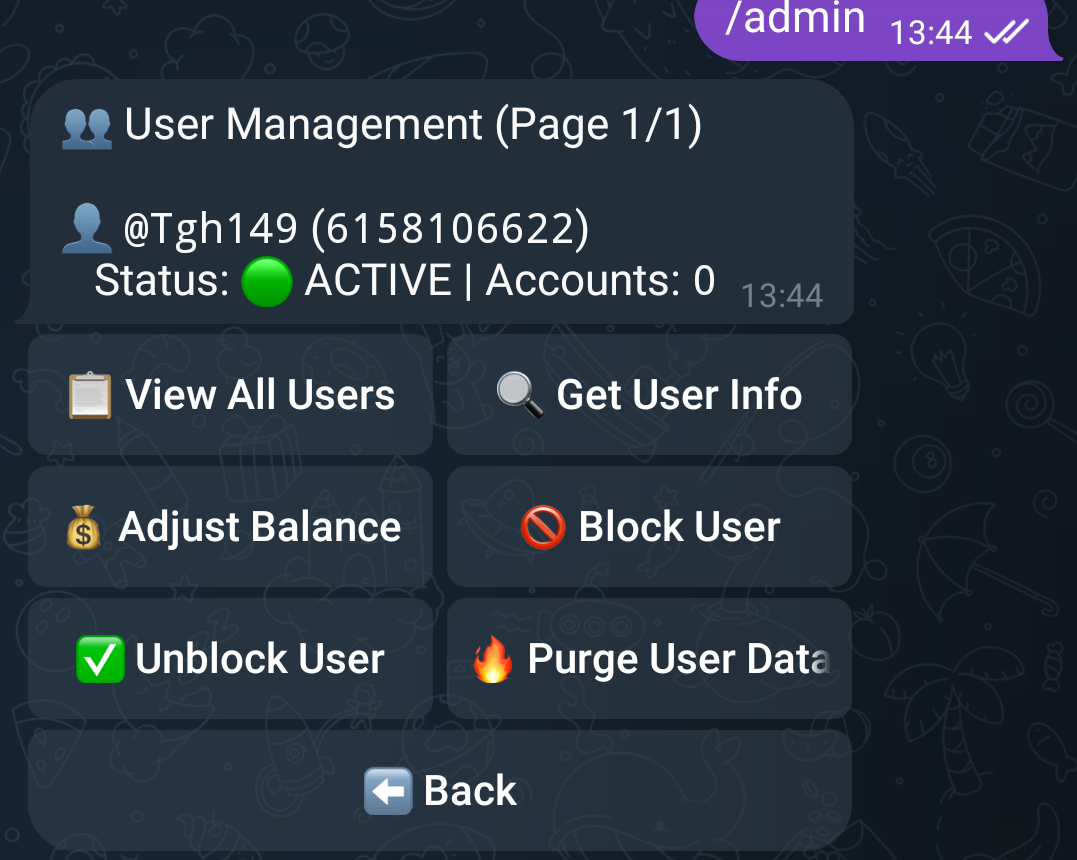 /admin 13:44
👥 User Management (Page 1/1)
👤 @Tgh149 (6158106622)
Status: 🟢 ACTIVE | Accounts: 0 13:44
📋 View All Users
🔍 Get User Info
💰 Adjust Balance
🚫 Block User
✅ Unblock User
🔥 Purge User Data
⬅️ Back